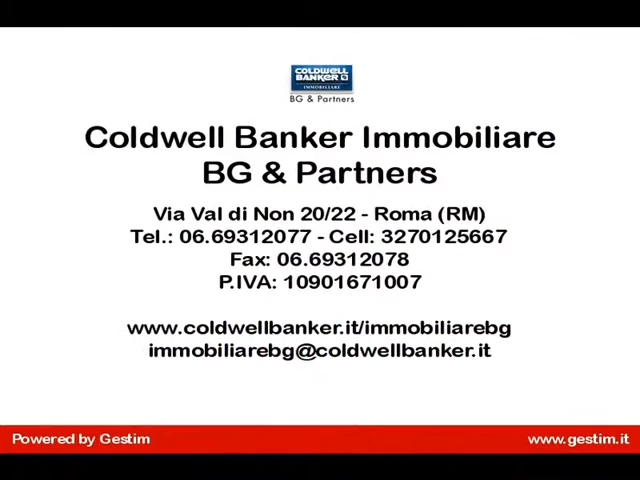 COLDWELL
BANKER
IMMOBILIARE
BG & Partners
Coldwell Banker Immobiliare
BG & Partners
Via Val di Non 20/22 - Roma (RM)
Tel.: 06.69312077 - Cell: 3270125667
Fax: 06.69312078
P.IVA: 10901671007
www.coldwellbanker.it/immobiliarebg
immobiliarebg@coldwellbanker.it
Powered by Gestim
www.gestim.it